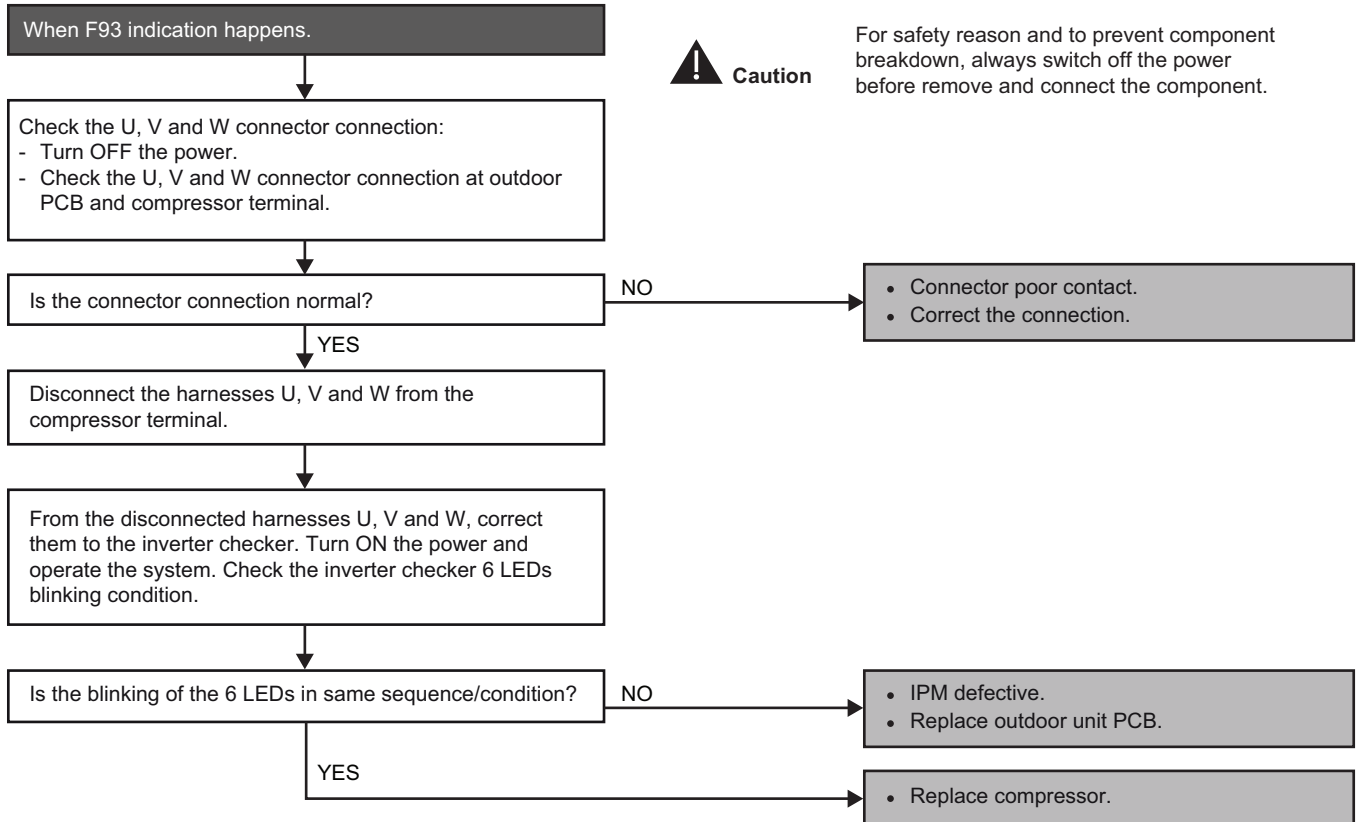 When F93 indication happens.
Caution
For safety reason and to prevent component
breakdown, always switch off the power
before remove and connect the component.
Check the U, V and W connector connection:
- Turn OFF the power.
- Check the U, V and W connector connection at outdoor
PCB and compressor terminal.
Is the connector connection normal?
NO
• Connector poor contact.
• Correct the connection.
YES
Disconnect the harnesses U, V and W from the
compressor terminal.
From the disconnected harnesses U, V and W, correct
them to the inverter checker. Turn ON the power and
operate the system. Check the inverter checker 6 LEDs
blinking condition.
Is the blinking of the 6 LEDs in same sequence/condition?
NO
• IPM defective.
• Replace outdoor unit PCB.
YES
• Replace compressor.